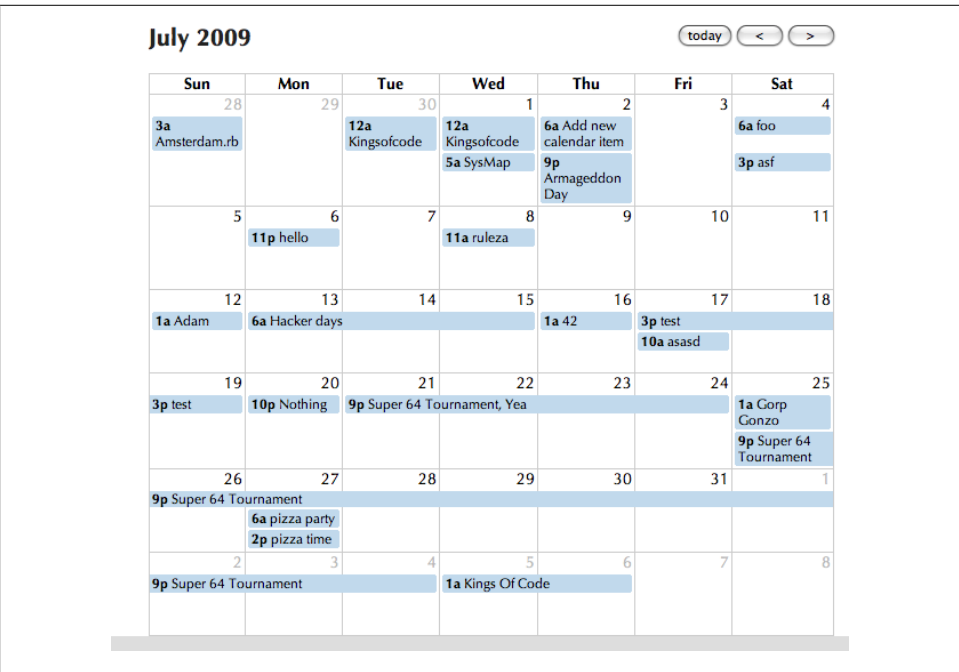 July 2009
today < >
Sun Mon Tue Wed Thu Fri Sat
28 29 30 1 2 3 4
3a
Amsterdam.rb
12a
Kingsofcode
12a
Kingsofcode
5a SysMap
6a Add new
calendar item
9p
Armageddon
Day
6a foo
3p asf
5 6 7 8 9 10 11
11p hello
11a ruleza
12 13 14 15 16 17 18
1a Adam
6a Hacker days
1a 42
3p test
10a asasd
19 20 21 22 23 24 25
3p test
10p Nothing
9p Super 64 Tournament, Yea
1a Gorp
Gonzo
9p Super 64
Tournament
26 27 28 29 30 31 1
9p Super 64 Tournament
6a pizza party
2p pizza time
2 3 4 5 6 7 8
9p Super 64 Tournament
1a Kings Of Code